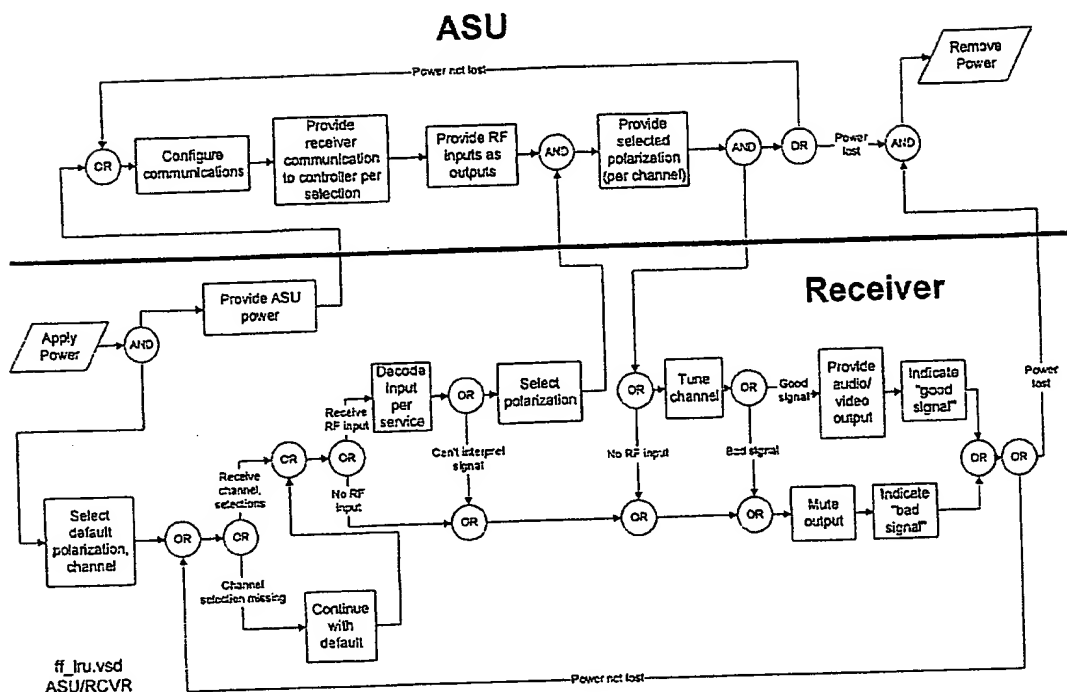 ASU
Remove
Power
Power not lost
OR
Configure
communications
Provide
receiver
communication
to controller per
selection
Provide RF
inputs as
outputs
AND
Provide
selected
polarization
(per channel)
AND
OR
Power
lost
AND
Receiver
Provide ASU
power
Apply
Power
AND
Decode
input per
service
OR
Select
polarization
OR
Tune
channel
OR
Good
signal
Provide
audio/
video
output
Indicate
"good
signal"
Power
lost
Receive
RF input
Can't interpret
signal
No RF input
Bad signal
Receive
channel,
selections
OR
OR
No RF
input
OR
OR
Select
default
polarization,
channel
OR
OR
OR
OR
OR
Mute
output
Indicate
"bad
signal"
Channel
selection missing
Continue
with
default
ff_lru.vsd
ASU/RCVR
Power not lost